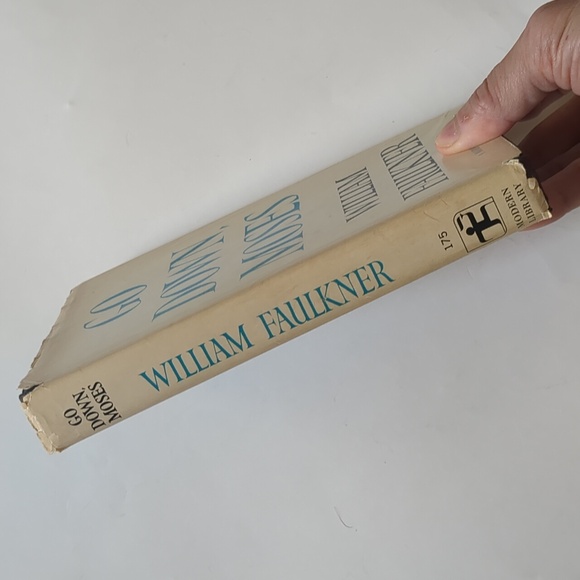 GO
DOWN,
MOSES
WILLIAM
FAULKNER
GO
DOWN,
MOSES
WILLIAM FAULKNER
175
MODERN
LIBRARY